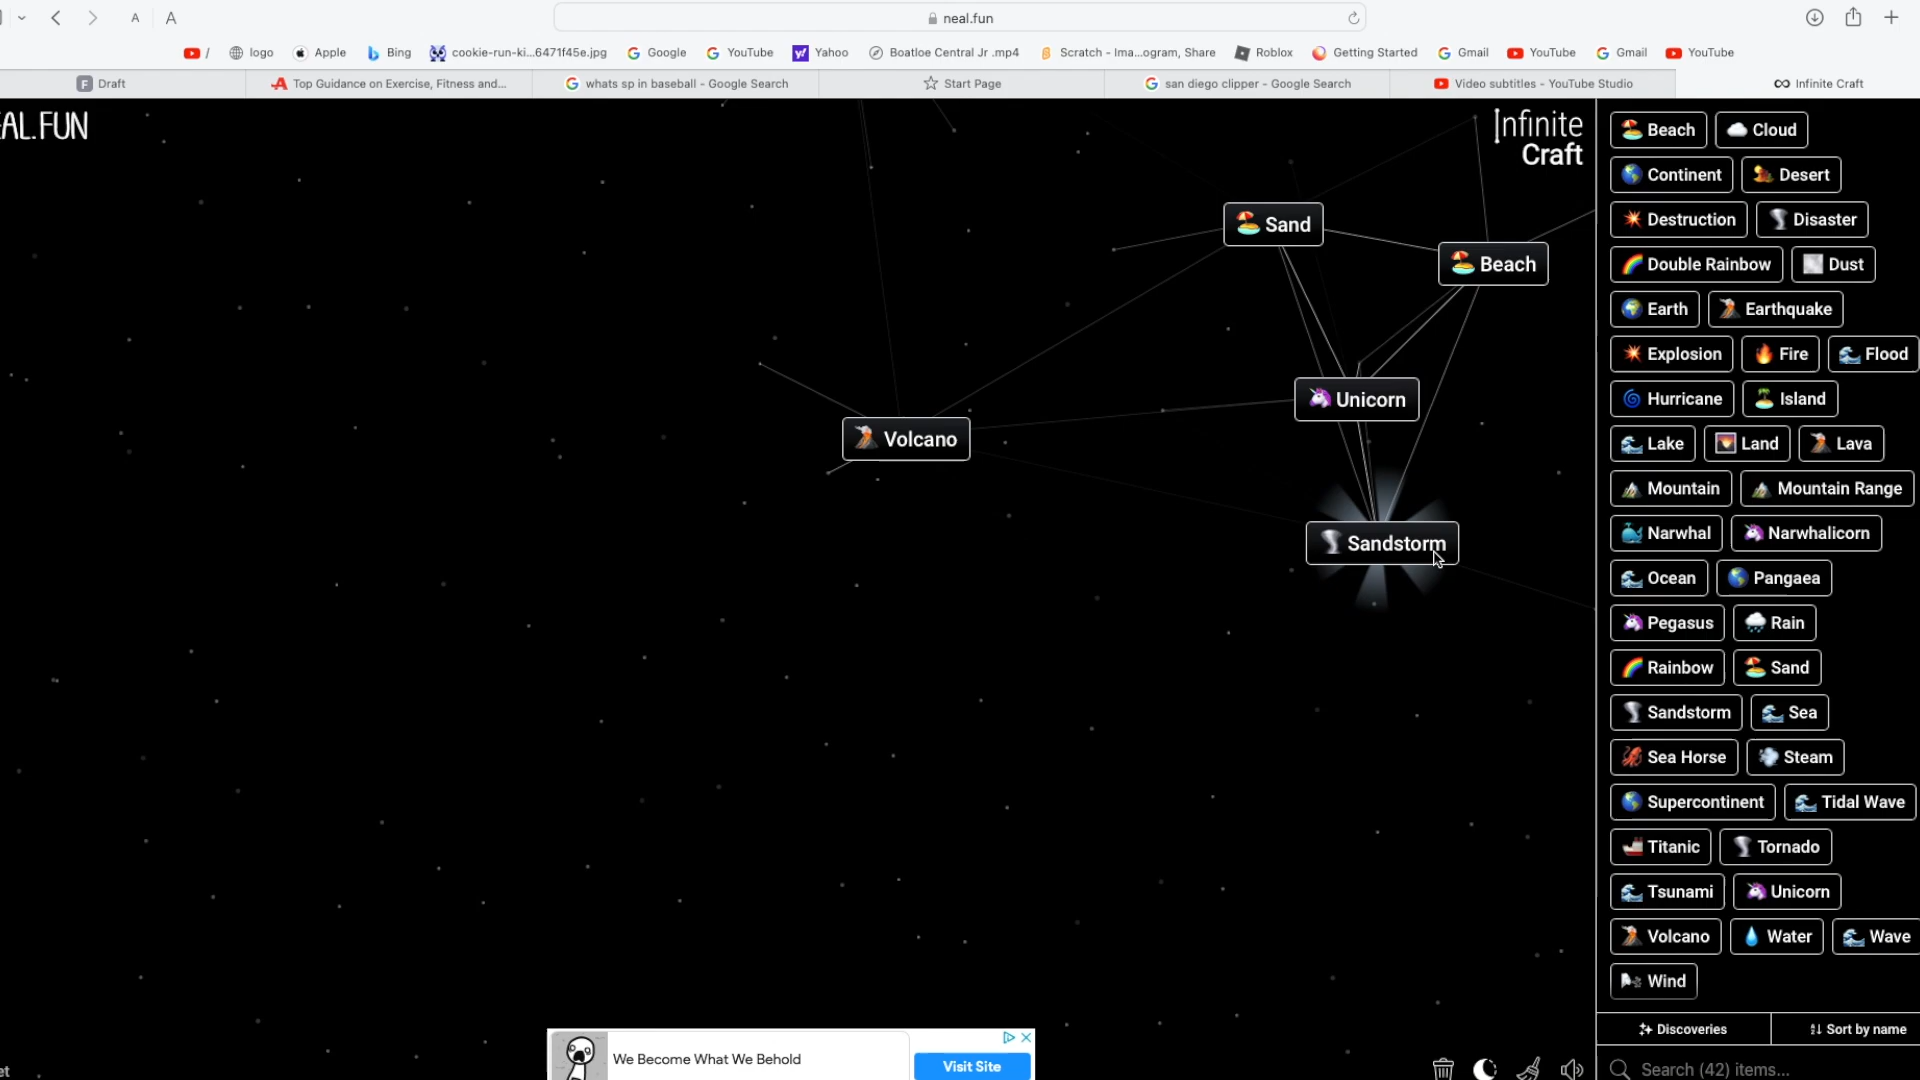 A A neal.fun
/ logo Apple Bing cookie-run-ki...6471f45e.jpg Google YouTube Yahoo Boatloe Central Jr .mp4 Scratch - Ima...ogram, Share Roblox Getting Started Gmail YouTube Gmail YouTube
Draft Top Guidance on Exercise, Fitness and... whats sp in baseball - Google Search Start Page san diego clipper - Google Search Video subtitles - YouTube Studio Infinite Craft
AL.FUN
Infinite
Craft
Sand
Beach
Unicorn
Volcano
Sandstorm
Beach Cloud
Continent Desert
Destruction Disaster
Double Rainbow Dust
Earth Earthquake
Explosion Fire Flood
Hurricane Island
Lake Land Lava
Mountain Mountain Range
Narwhal Narwhalicorn
Ocean Pangaea
Pegasus Rain
Rainbow Sand
Sandstorm Sea
Sea Horse Steam
Supercontinent Tidal Wave
Titanic Tornado
Tsunami Unicorn
Volcano Water Wave
Wind
Discoveries Sort by name
Search (42) items...
We Become What We Behold
Visit Site
et